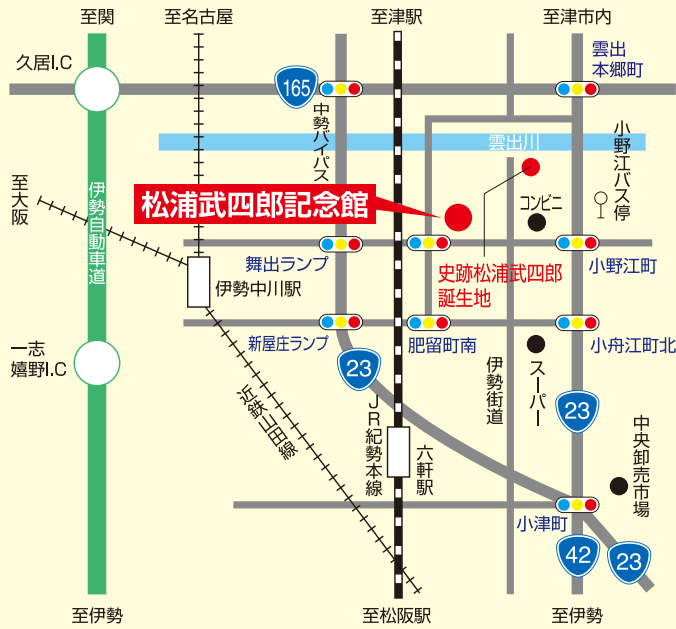 至関
至名古屋
至津駅
至津市内
久居I.C
165
雲出
本郷町
中勢バイパス
雲出川
小野江バス停
至大阪
伊勢自動車道
松浦武四郎記念館
コンビニ
舞出ランプ
史跡松浦武四郎
誕生地
小野江町
伊勢中川駅
一志
嬉野I.C
新屋庄ランプ
肥留町南
小舟江町北
23
近鉄山田線
JR紀勢本線
六軒駅
伊勢街道
スーパー
23
中央卸売市場
小津町
42
23
至伊勢
至松阪駅
至伊勢